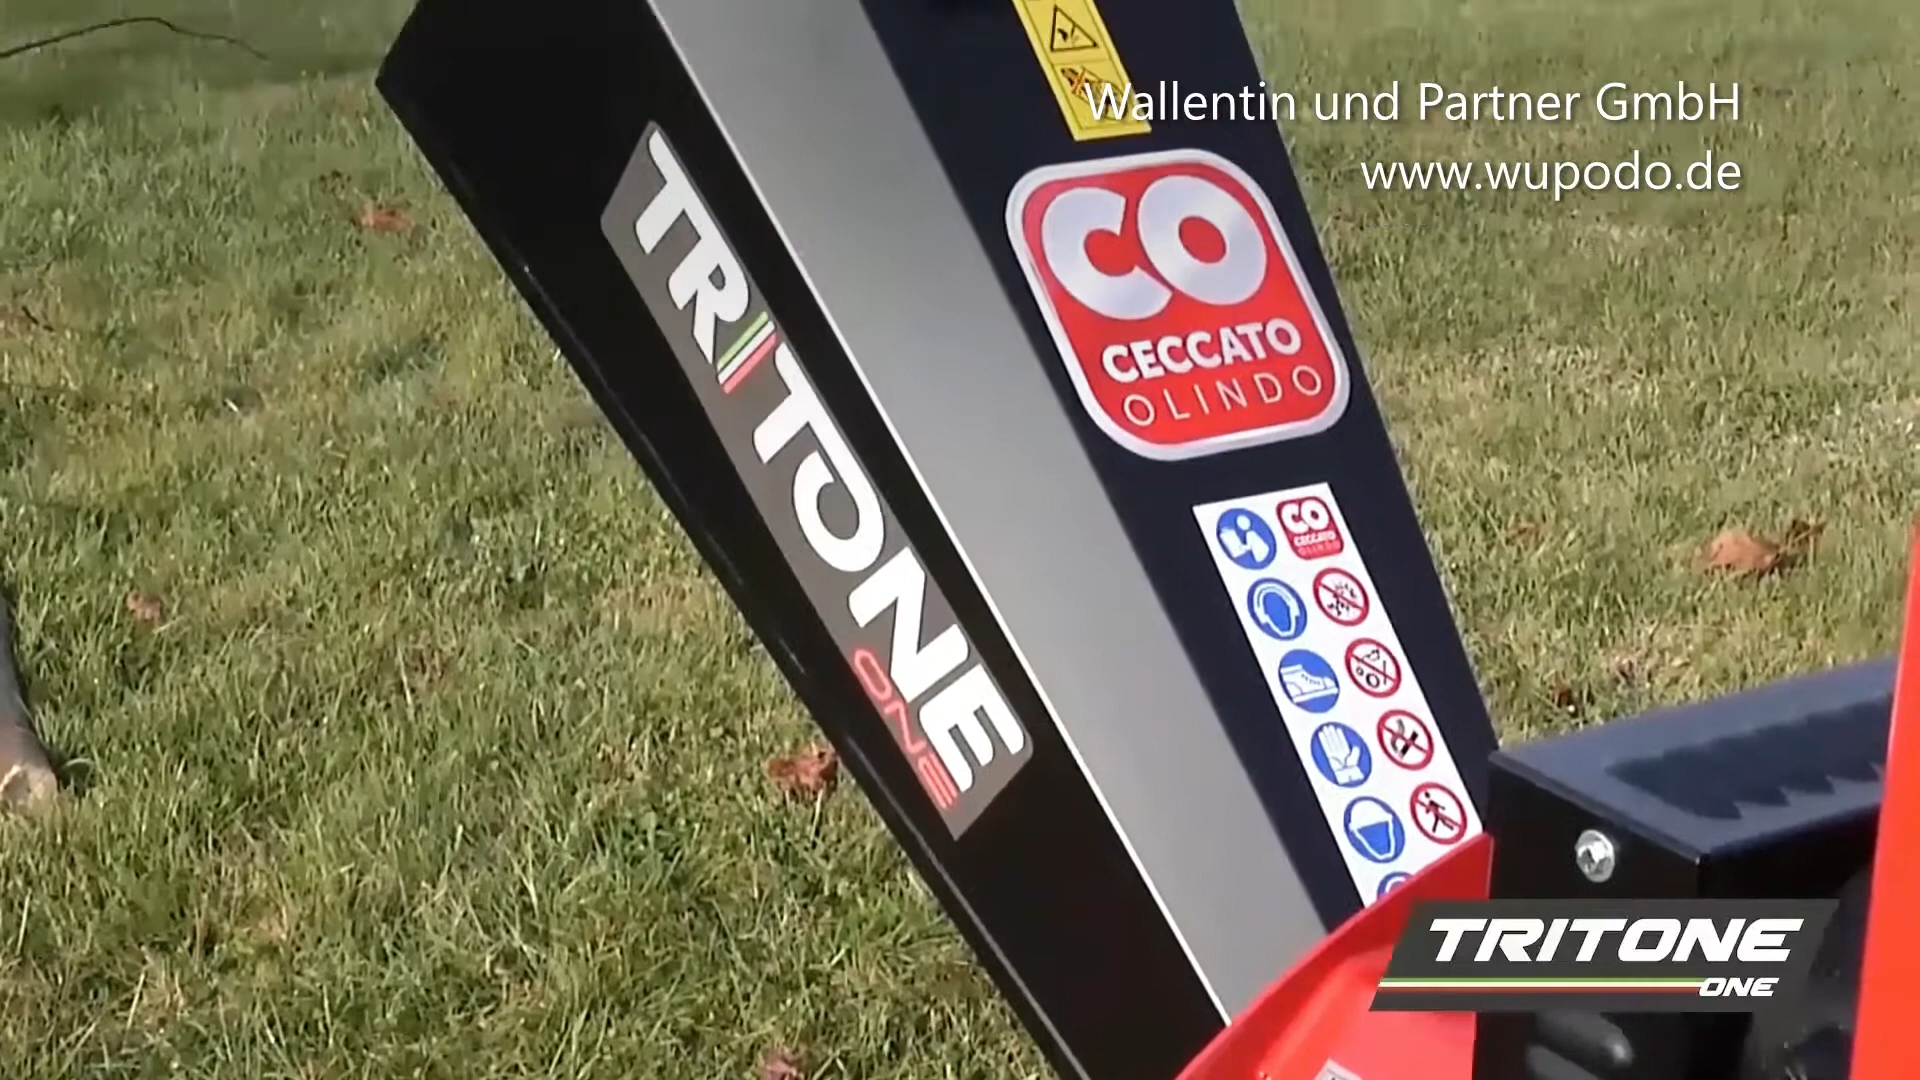 Wallentin und Partner GmbH
www.wupodo.de
CO
CECCATO
OLINDO
TRITONE
ONE
CO
CECCATO
OLINDO
TRITONE
ONE